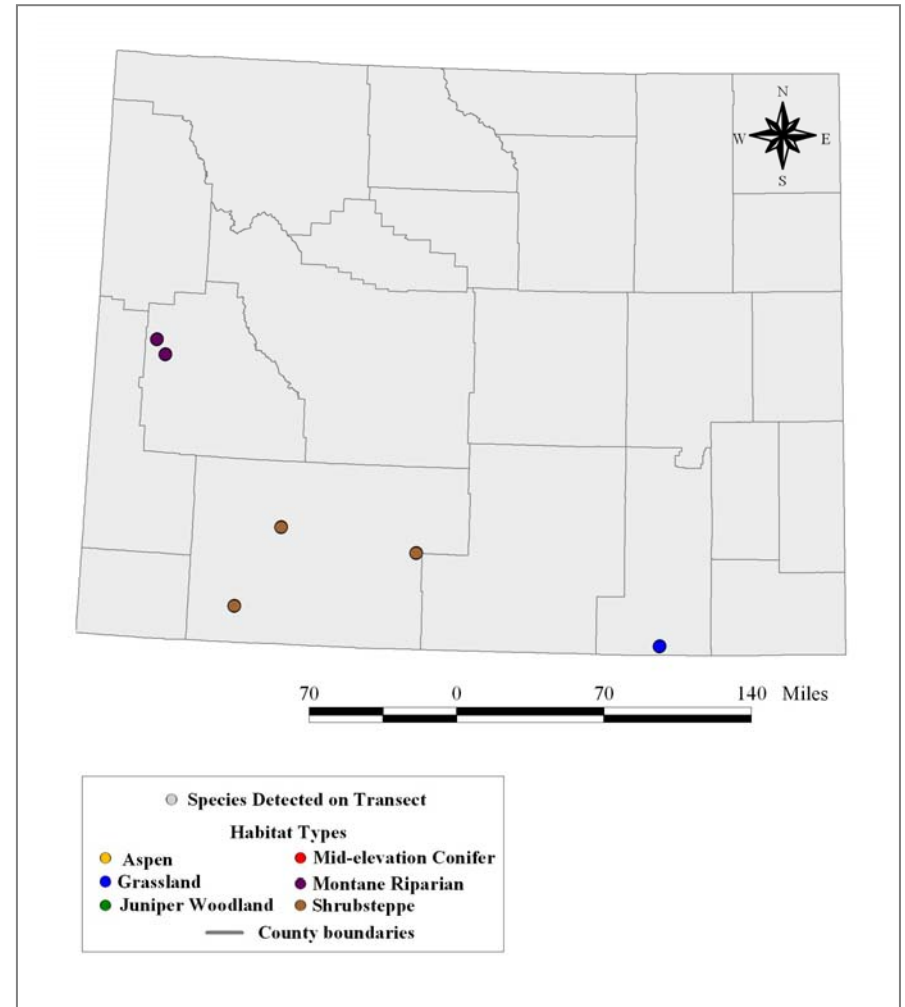 N
W E
S
70 0 70 140 Miles
Species Detected on Transect
Habitat Types
Aspen Mid-elevation Conifer
Grassland Montane Riparian
Juniper Woodland Shrubsteppe
County boundaries